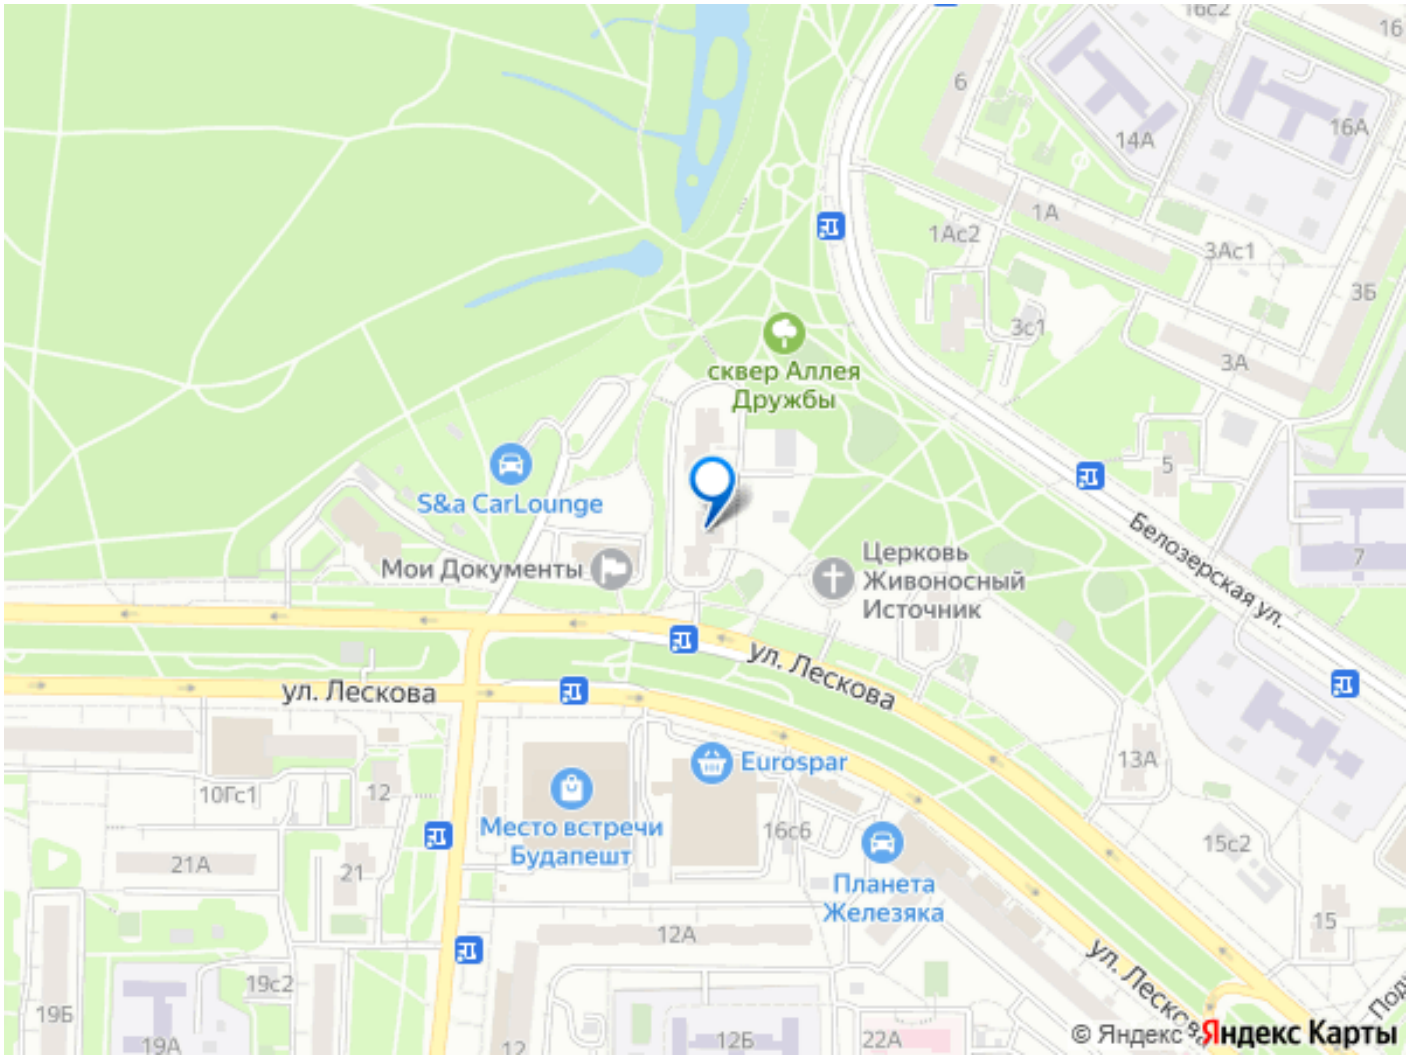 16с2
16
6
14А
16А
1А
1Ас2
3Ас1
3Б
3с1
3А
сквер Аллея
Дружбы
5
S&a CarLounge
Белозерская ул.
7
Мои Документы
Церковь
Живоносный
Источник
ул. Лескова
ул. Лескова
13А
Eurospar
10Гс1
12
Место встречи
Будапешт
16с6
15с2
21А
21
Планета
Железяка
12А
15
ул. Лескова
19с2
19Б
19А
12
12Б
22А
Под
© Яндекс
Яндекс Карты